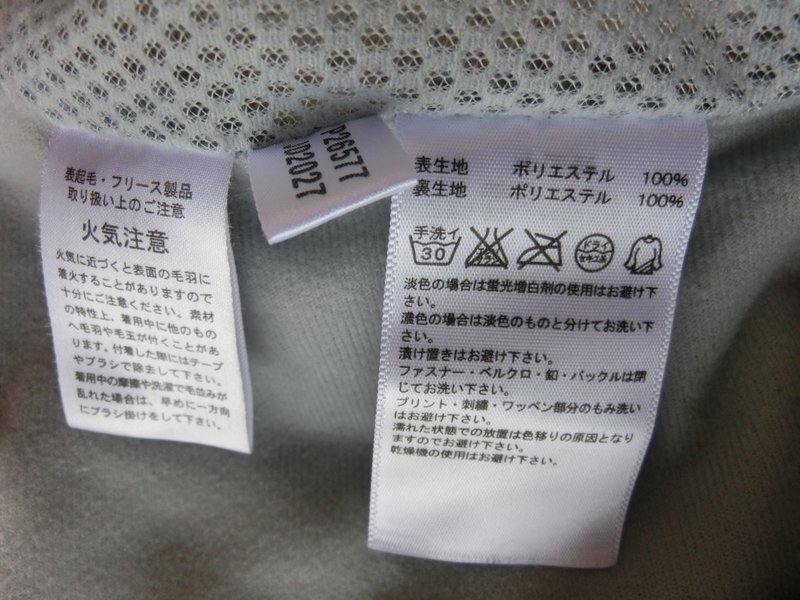 表起毛・フリース製品
取り扱い上のご注意
火気注意
火気に近づくと表面の毛羽に
着火することがありますので
十分にご注意ください。素材
の特性上、着用中に他のもの
へ毛羽や毛玉が付くことがあ
ります。付着した際にはテープ
やブラシで除去して下さい。
着用中の摩擦や洗濯で毛並みが
乱れた場合は、早めに一方向
にブラシ掛けをして下さい。
P26577
JD2027
表生地 ポリエステル 100%
裏生地 ポリエステル 100%
手洗イ
30
ドライ
セキユ系
淡色の場合は蛍光増白剤の使用はお避け下
さい。
濃色の場合は淡色のものと分けてお洗い下
さい。
漬け置きはお避け下さい。
ファスナー・ベルクロ・釦・バックルは閉
じてお洗い下さい。
プリント・刺繍・ワッペン部分のもみ洗い
はお避け下さい。
濡れた状態での放置は色移りの原因となり
ますのでお避け下さい。
乾燥機の使用はお避け下さい。